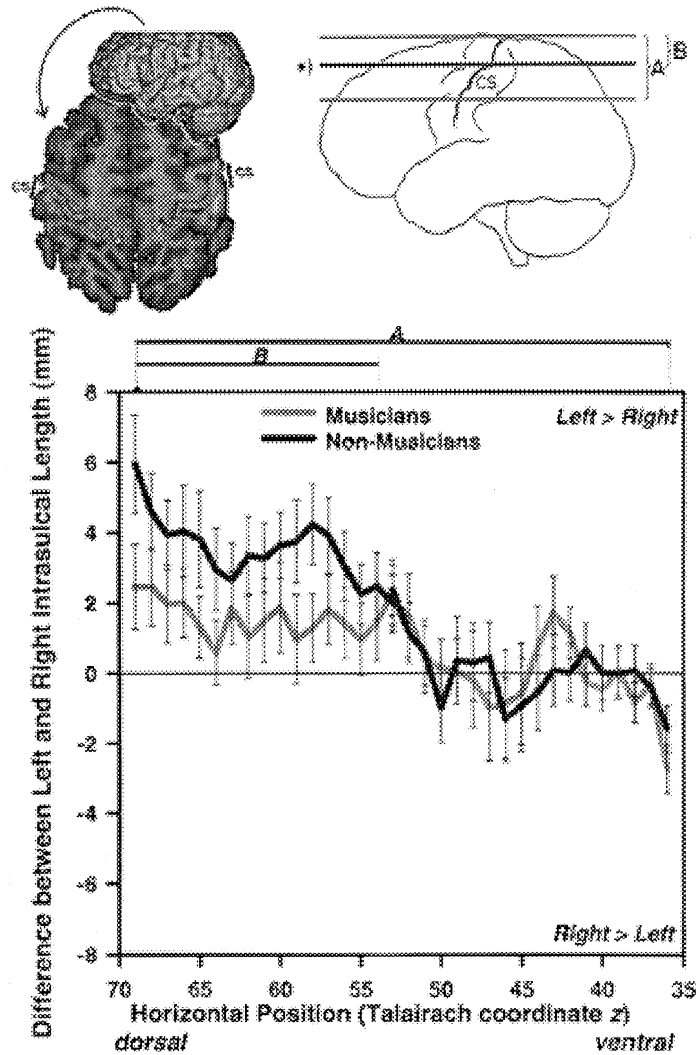 *)
CS
A
B
CS
CS
A
B
Difference between Left and Right Intrasulcal Length (mm)
8
6
4
2
0
-2
-4
-6
-8
Musicians
Non-Musicians
Left > Right
Right > Left
70
65
60
55
50
45
40
35
Horizontal Position (Talairach coordinate z)
dorsal
ventral